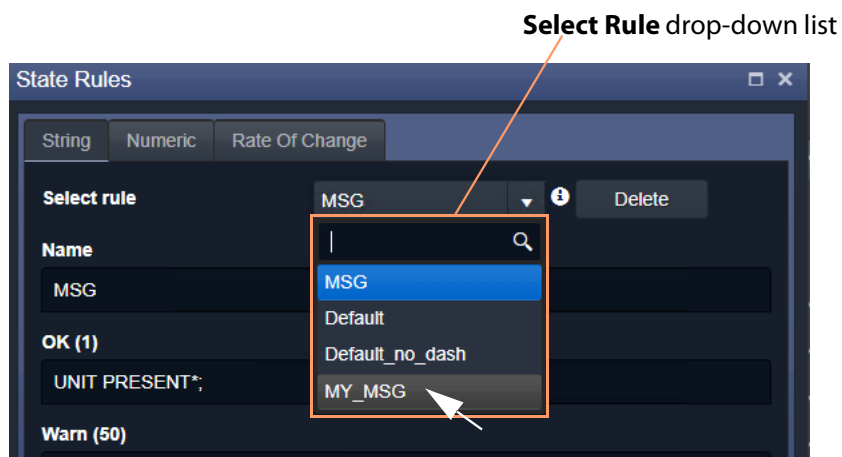 Select Rule drop-down list
State Rules
String Numeric Rate Of Change
Select rule MSG Delete
Name
MSG
MSG
Default
OK (1)
Default_no_dash
UNIT PRESENT*;
MY_MSG
Warn (50)